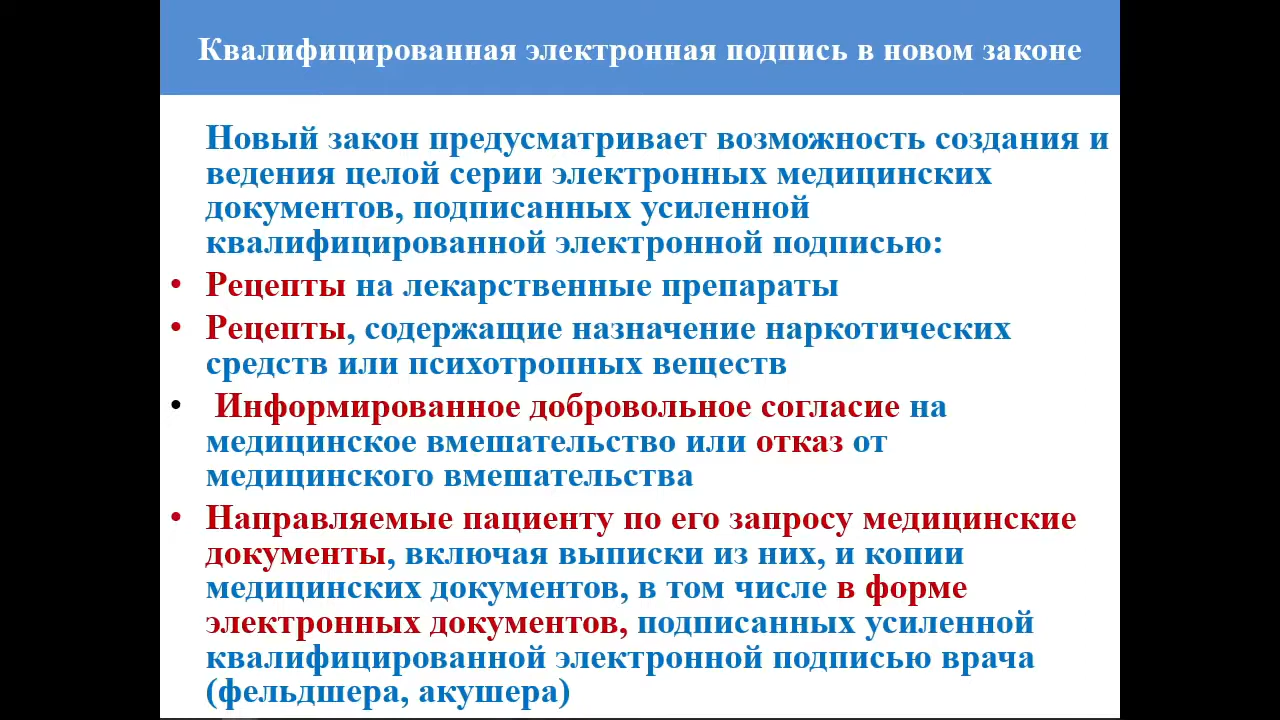 Квалифицированная электронная подпись в новом законе
Новый закон предусматривает возможность создания и
ведения целой серии электронных медицинских
документов, подписанных усиленной
квалифицированной электронной подписью:
• Рецепты на лекарственные препараты
• Рецепты, содержащие назначение наркотических
средств или психотропных веществ
• Информированное добровольное согласие на
медицинское вмешательство или отказ от
медицинского вмешательства
• Направляемые пациенту по его запросу медицинские
документы, включая выписки из них, и копии
медицинских документов, в том числе в форме
электронных документов, подписанных усиленной
квалифицированной электронной подписью врача
(фельдшера, акушера)